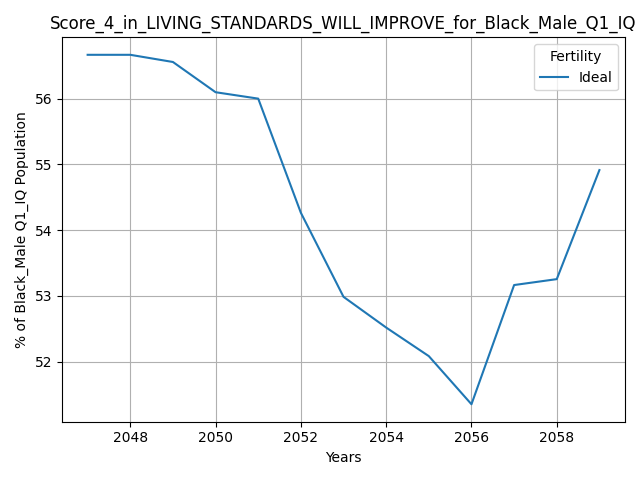 Score_4_in_LIVING_STANDARDS_WILL_IMPROVE_for_Black_Male_Q1_IQ
Fertility
Ideal
% of Black_Male Q1_IQ Population
56
55
54
53
52
2048 2050 2052 2054 2056 2058
Years